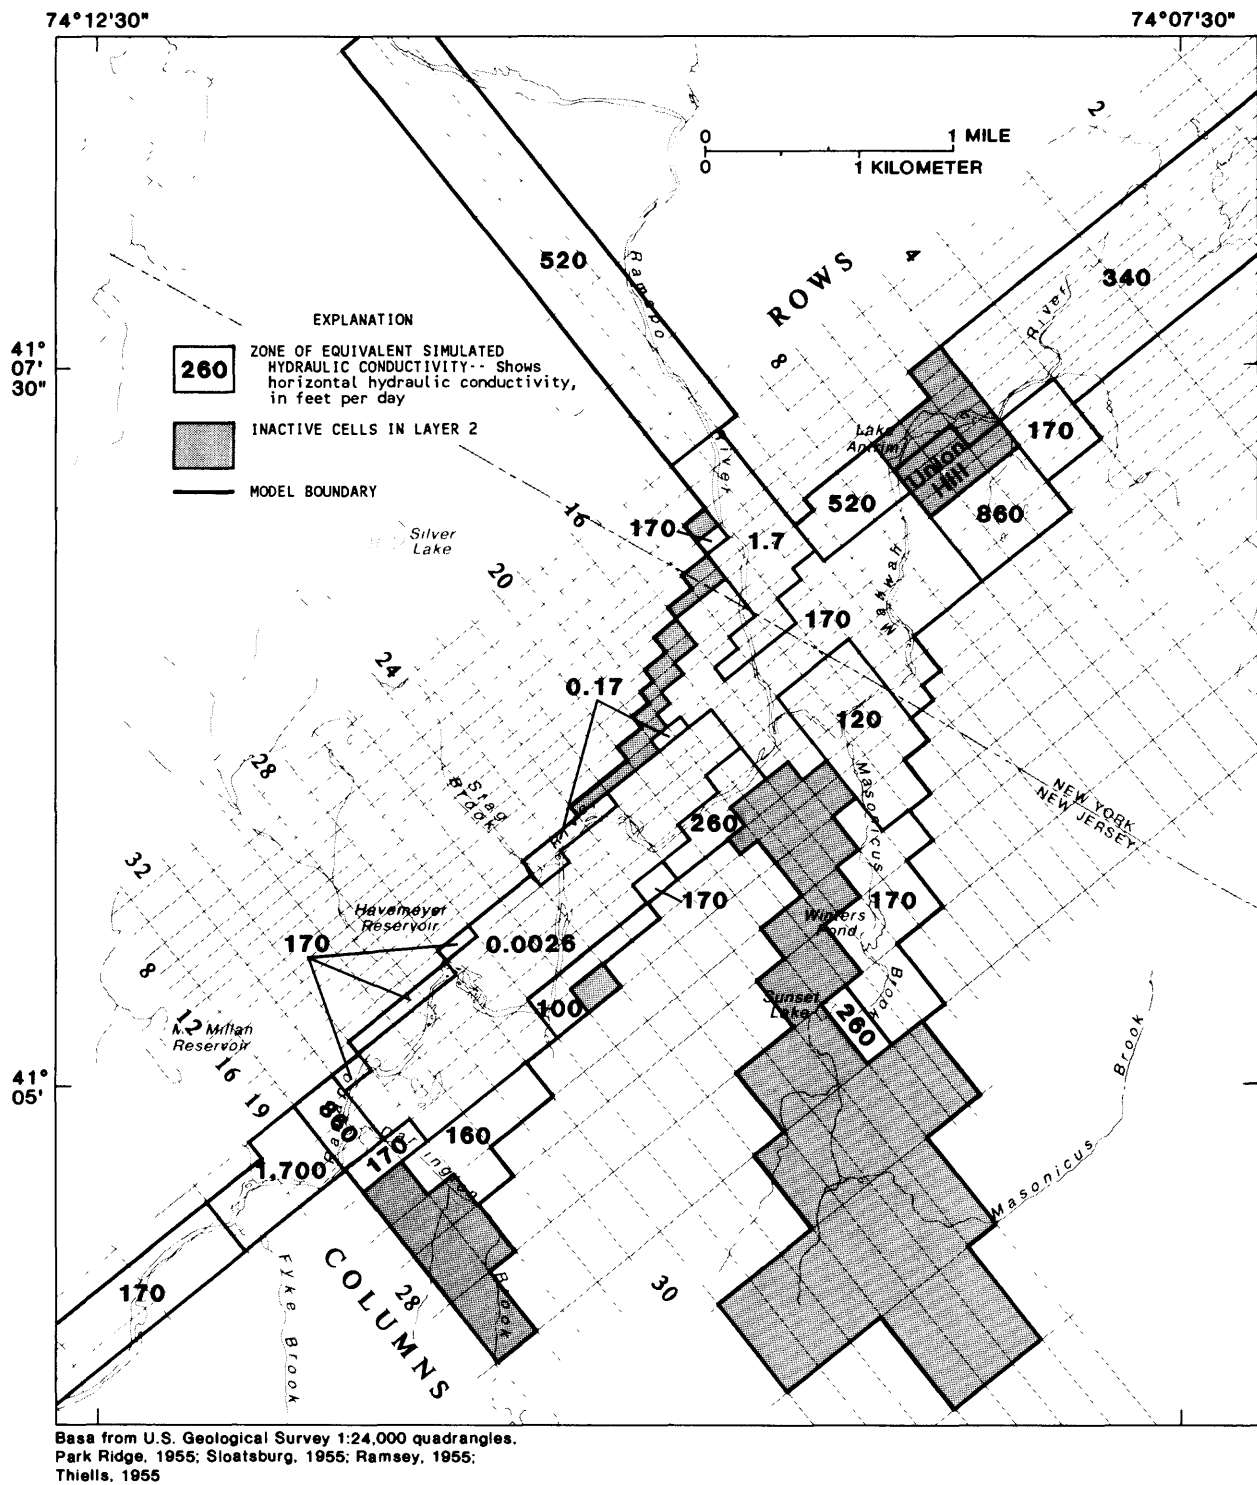 74°12'30"
74°07'30"
0 1 MILE
0 1 KILOMETER
2
520
Ramapo
River
ROWS
4
8
340
River
EXPLANATION
260
ZONE OF EQUIVALENT SIMULATED
HYDRAULIC CONDUCTIVITY-- Shows
horizontal hydraulic conductivity,
in feet per day
INACTIVE CELLS IN LAYER 2
MODEL BOUNDARY
41°
07'
30"
Lake
Antrim
Union
Hill
170
520
860
16
170
1.7
Silver
Lake
20
Mahwah
170
24
0.17
120
28
Stag
Brook
NEW YORK
NEW JERSEY
Masonicus
260
River
32
170
170
Havemeyer
Reservoir
Winters
Pond
170
0.0026
8
100
Sunset
Lake
260
Brook
12
Mc Millan
Reservoir
16
19
41°
05'
860
160
170
1,700
Brook
Masonicus
170
Fyke Brook
COLUMNS
28
Brook
30
Basa from U.S. Geological Survey 1:24,000 quadrangles.
Park Ridge, 1955; Sloatsburg, 1955; Ramsey, 1955;
Thiells, 1955